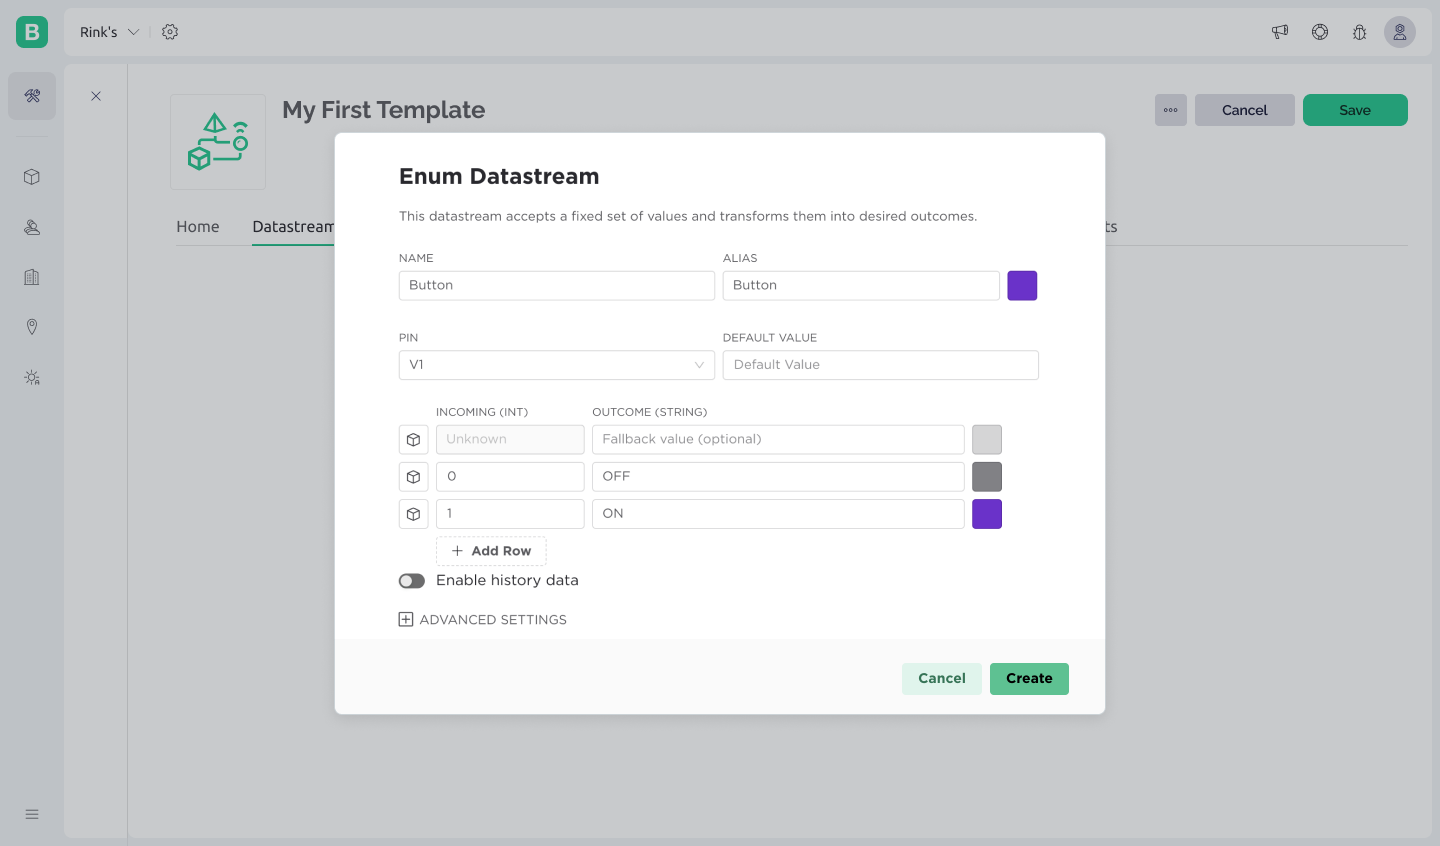 B
Rink's
My First Template
Cancel
Save
Home
Datastream
ts
Enum Datastream
This datastream accepts a fixed set of values and transforms them into desired outcomes.
NAME
ALIAS
Button
Button
PIN
DEFAULT VALUE
V1
Default Value
INCOMING (INT)
OUTCOME (STRING)
Unknown
Fallback value (optional)
0
OFF
1
ON
Add Row
Enable history data
ADVANCED SETTINGS
Cancel
Create